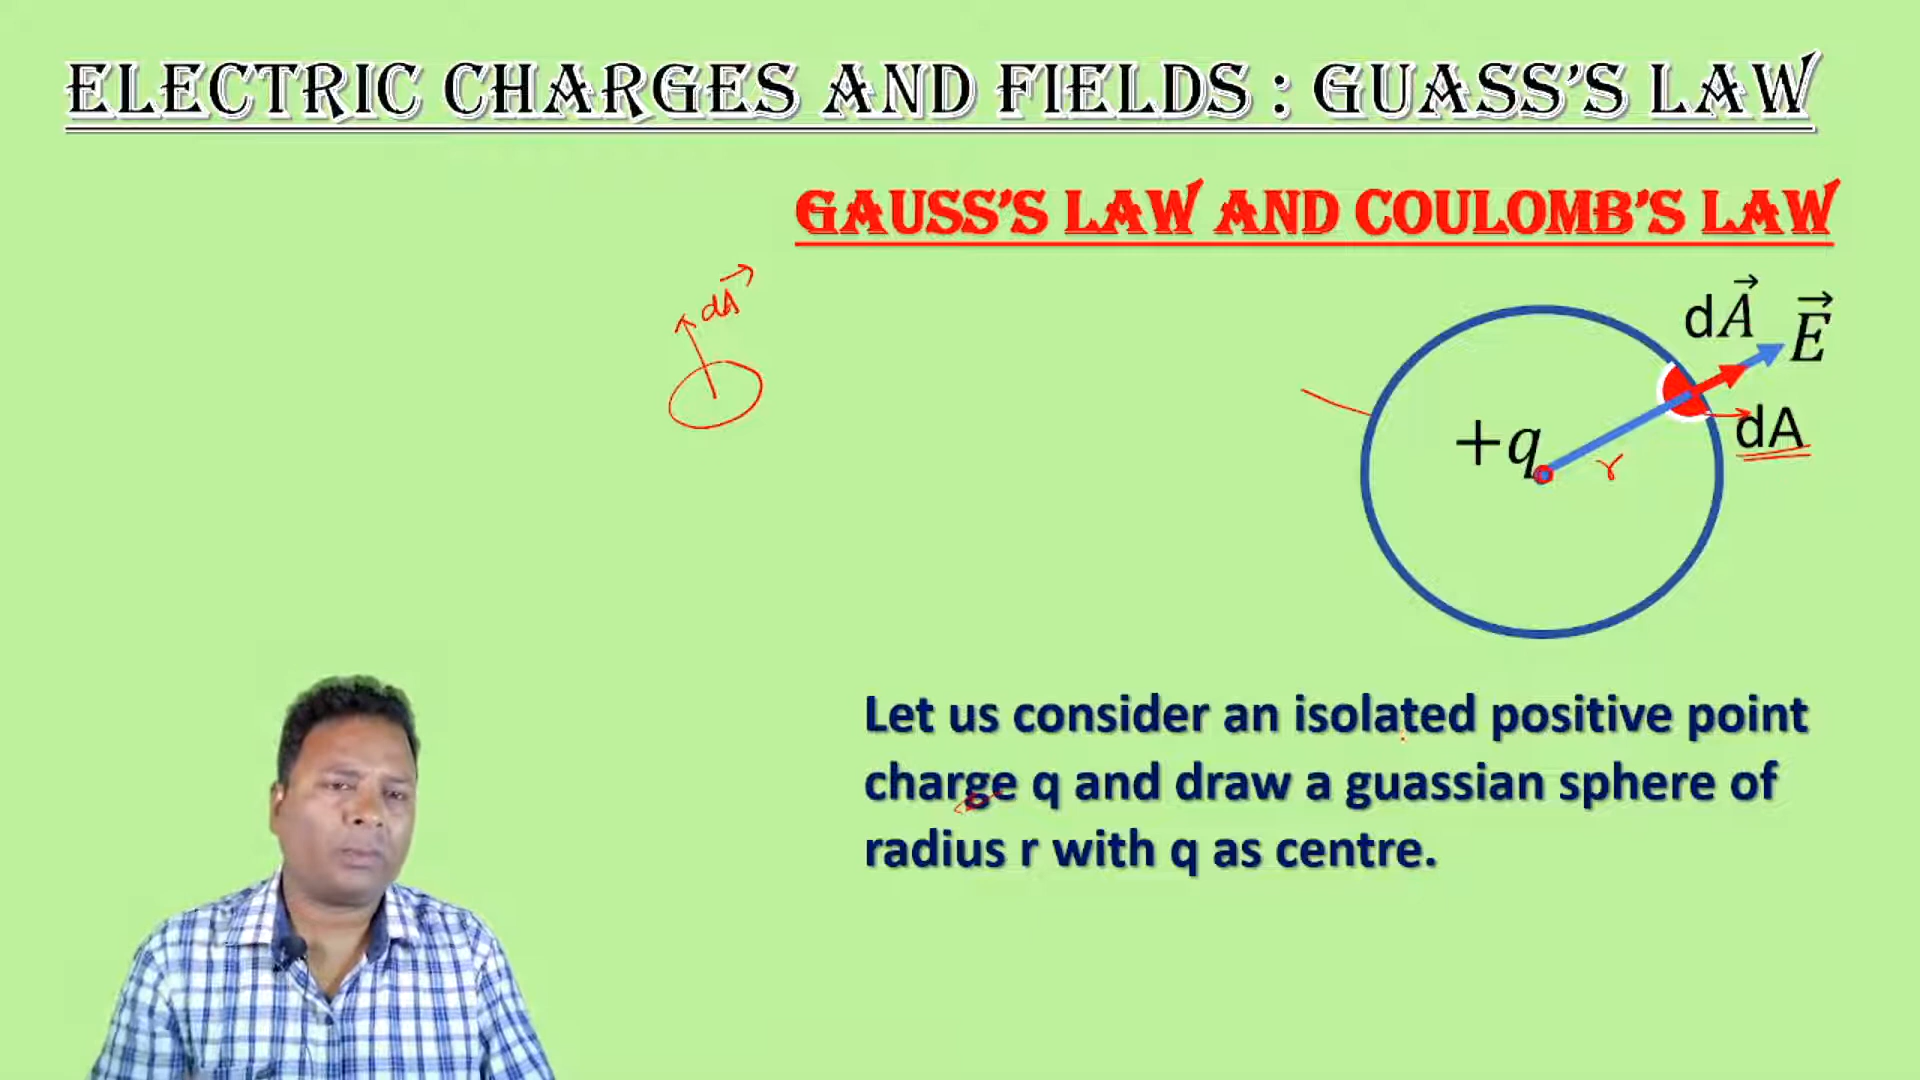 ELECTRIC CHARGES AND FIELDS : GUASS'S LAW
GAUSS'S LAW AND COULOMB'S LAW
dA⃗
dA⃗
E⃗
dA
+q
r
Let us consider an isolated positive point
charge q and draw a guassian sphere of
radius r with q as centre.